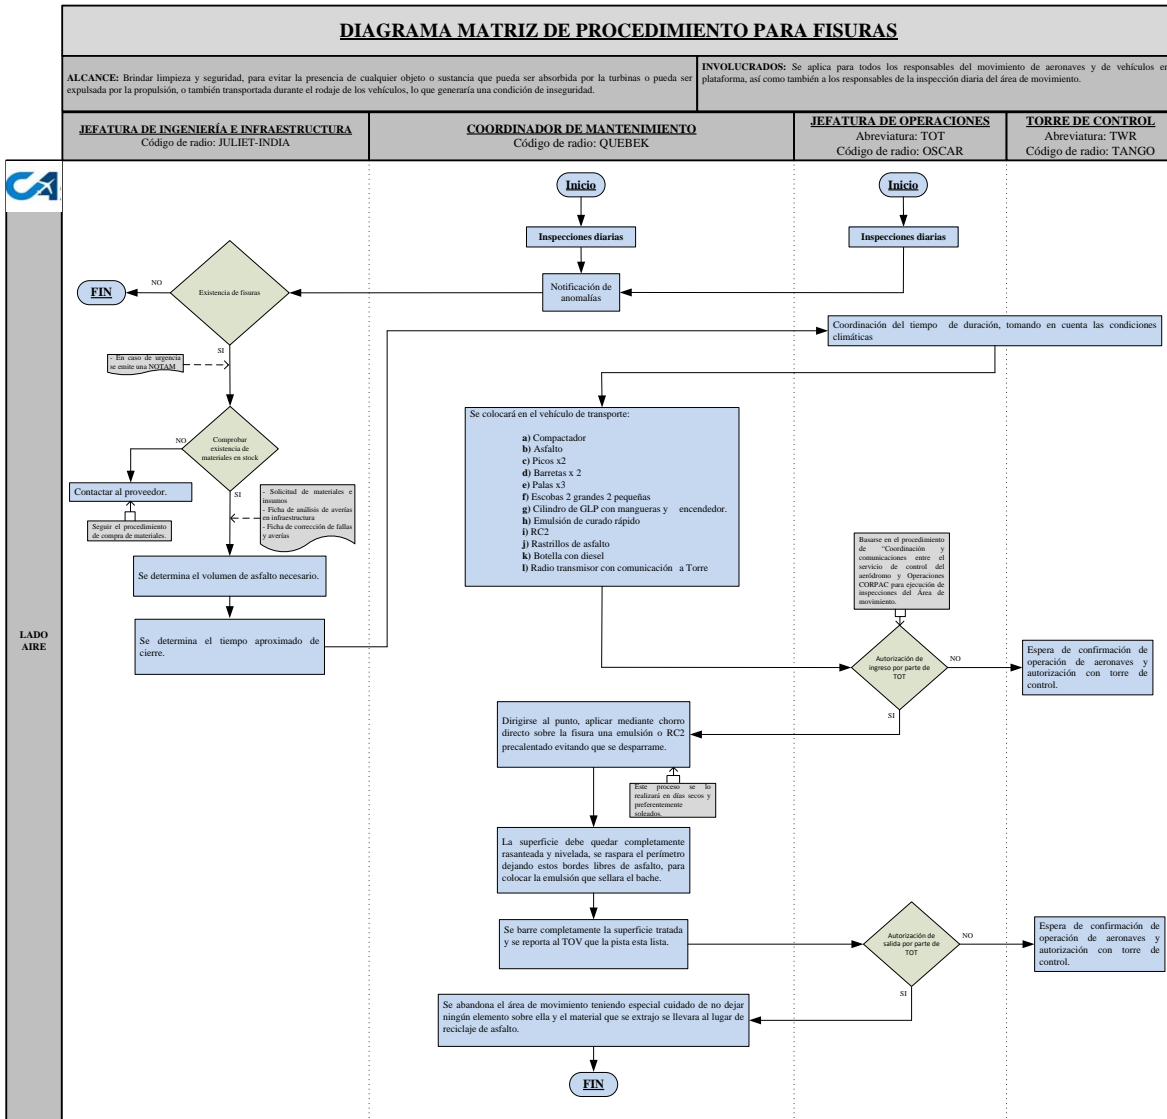 DIAGRAMA MATRIZ DE PROCEDIMIENTO PARA FISURAS
ALCANCE: Brindar limpieza y seguridad, para evitar la presencia de cualquier objeto o sustancia que pueda ser absorbida por la turbinas o pueda ser
expulsada por la propulsión, o también transportada durante el rodaje de los vehículos, lo que generaría una condición de inseguridad.
INVOLUCRADOS: Se aplica para todos los responsables del movimiento de aeronaves y de vehículos en
plataforma, así como también a los responsables de la inspección diaria del área de movimiento.
JEFATURA DE INGENIERÍA E INFRAESTRUCTURA
Código de radio: JULIET-INDIA
COORDINADOR DE MANTENIMIENTO
Código de radio: QUEBEK
JEFATURA DE OPERACIONES
Abreviatura: TOT
Código de radio: OSCAR
TORRE DE CONTROL
Abreviatura: TWR
Código de radio: TANGO
CA
LADO
AIRE
Inicio
Inicio
Inspecciones diarias
Inspecciones diarias
Notificación de
anomalías
Existencia de fisuras
NO
FIN
SI
- En caso de urgencia
se emite una NOTAM
Coordinación del tiempo de duración, tomando en cuenta las condiciones
climáticas
Comprobar
existencia de
materiales en stock
NO
Contactar al proveedor.
Seguir el procedimiento
de compra de materiales.
SI
- Solicitud de materiales e
insumos
- Ficha de análisis de averías
en infraestructura
- Ficha de corrección de fallas
y averías
Se determina el volumen de asfalto necesario.
Se determina el tiempo aproximado de
cierre.
Se colocará en el vehículo de transporte:
a) Compactador
b) Asfalto
c) Picos x2
d) Barretas x 2
e) Palas x3
f) Escobas 2 grandes 2 pequeñas
g) Cilindro de GLP con mangueras y encendedor.
h) Emulsión de curado rápido
i) RC2
j) Rastrillos de asfalto
k) Botella con diesel
l) Radio transmisor con comunicación a Torre
Basarse en el procedimiento
de "Coordinación y
comunicaciones entre el
servicio de control del
aeródromo y Operaciones
CORPAC para ejecución de
inspecciones del Área de
movimiento.
Autorización de
ingreso por parte de
TOT
NO
Espera de confirmación de
operación de aeronaves y
autorización con torre de
control.
SI
Dirigirse al punto, aplicar mediante chorro
directo sobre la fisura una emulsión o RC2
precalentado evitando que se desparrame.
Este proceso se lo
realizará en días secos y
preferentemente
soleados.
La superficie debe quedar completamente
rasanteada y nivelada, se raspara el perímetro
dejando estos bordes libres de asfalto, para
colocar la emulsión que sellara el bache.
Se barre completamente la superficie tratada
y se reporta al TOV que la pista esta lista.
Autorización de
salida por parte de
TOT
NO
Espera de confirmación de
operación de aeronaves y
autorización con torre de
control.
SI
Se abandona el área de movimiento teniendo especial cuidado de no dejar
ningún elemento sobre ella y el material que se extrajo se llevara al lugar de
reciclaje de asfalto.
FIN